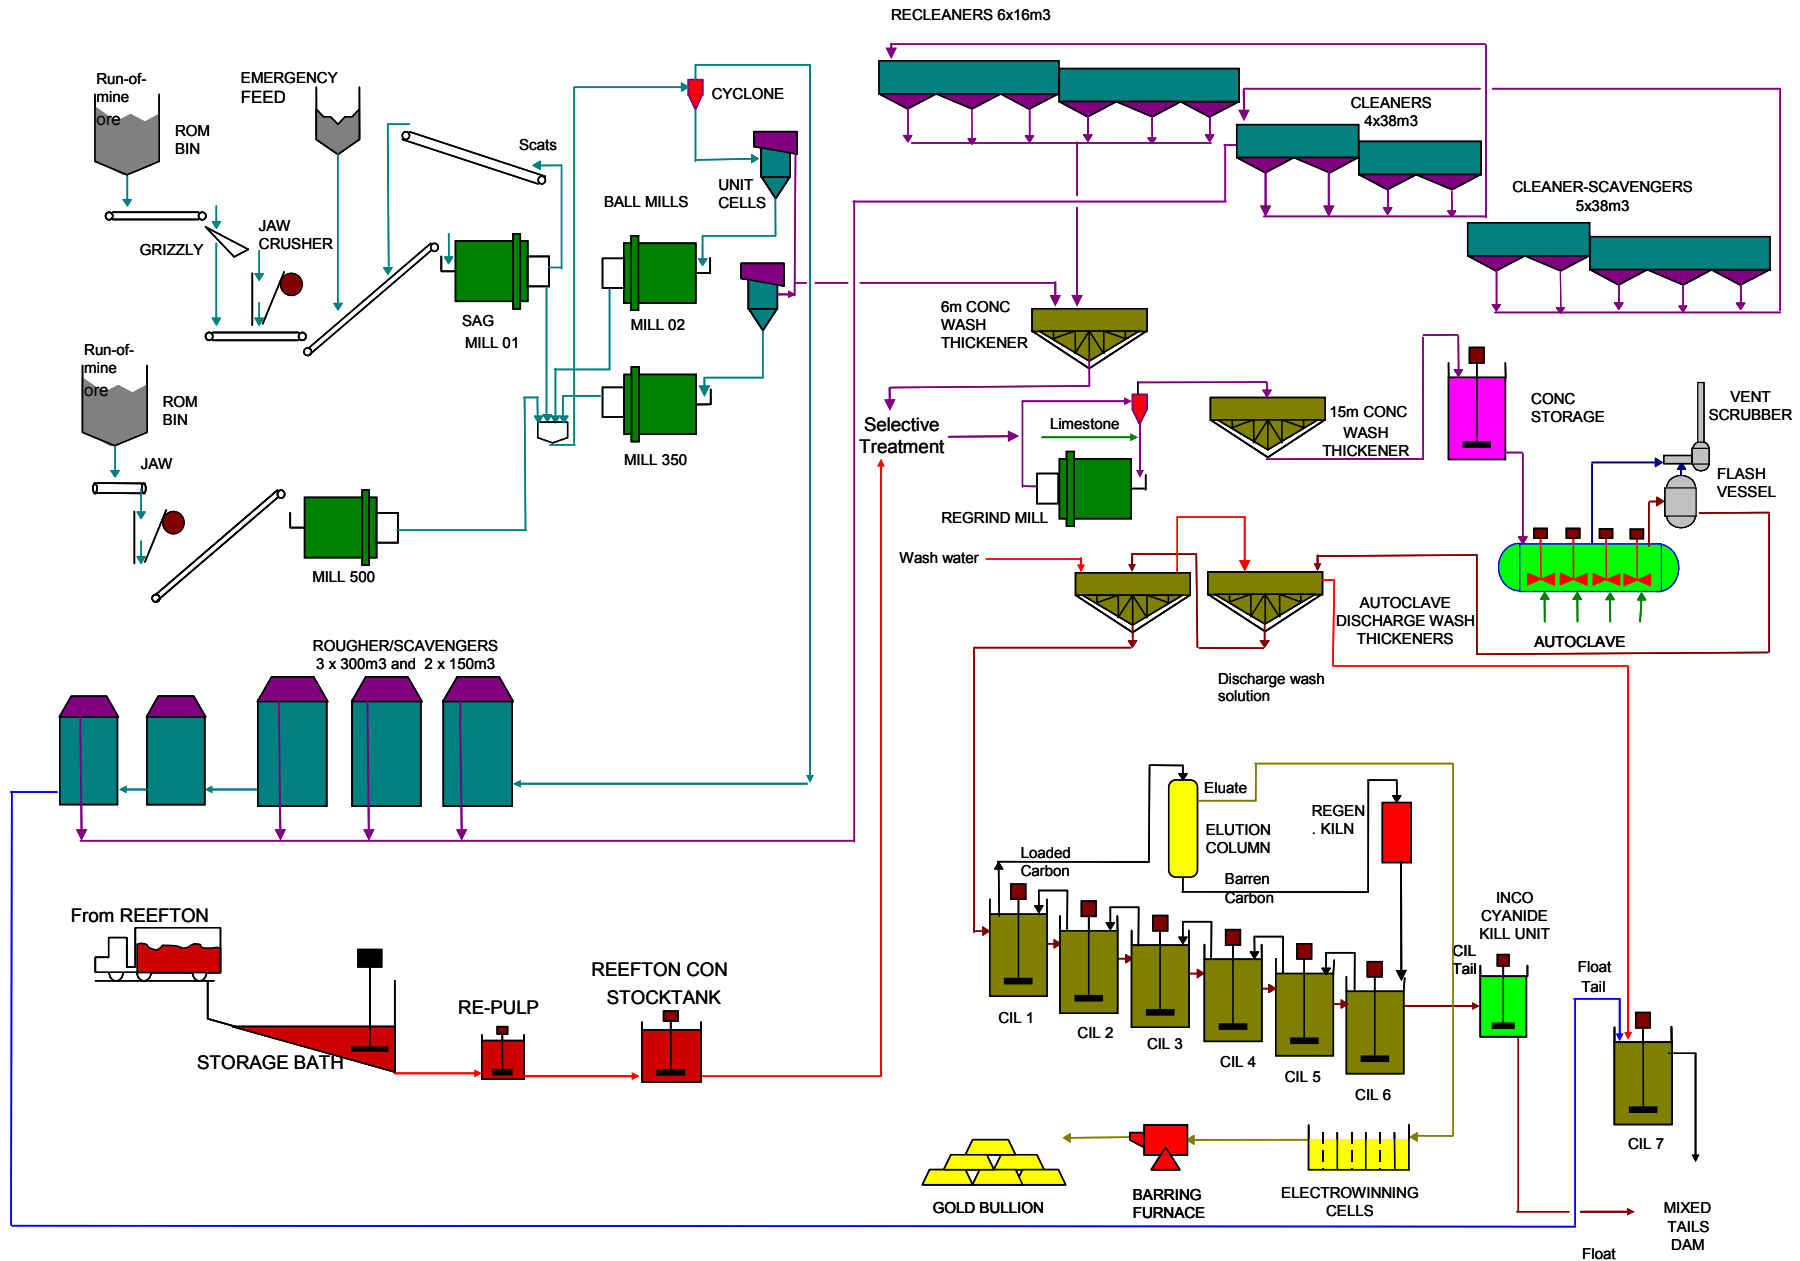 RECLEANERS 6x16m3
Run-of-
mine
ore
ROM
BIN
EMERGENCY
FEED
CYCLONE
CLEANERS
4x38m3
Scats
UNIT
CELLS
BALL MILLS
CLEANER-SCAVENGERS
5x38m3
GRIZZLY
JAW
CRUSHER
SAG
MILL 01
MILL 02
6m CONC
WASH
THICKENER
Run-of-
mine
ore
ROM
BIN
JAW
MILL 350
MILL 500
Selective
Treatment
Limestone
15m CONC
WASH
THICKENER
CONC
STORAGE
VENT
SCRUBBER
FLASH
VESSEL
REGRIND MILL
Wash water
AUTOCLAVE
DISCHARGE WASH
THICKENERS
AUTOCLAVE
Discharge wash
solution
ROUGHER/SCAVENGERS
3 x 300m3 and 2 x 150m3
Eluate
ELUTION
COLUMN
REGEN
. KILN
Loaded
Carbon
Barren
Carbon
INCO
CYANIDE
KILL UNIT
CIL
Tail
Float
Tail
From REEFTON
STORAGE BATH
RE-PULP
REEFTON CON
STOCKTANK
CIL 1
CIL 2
CIL 3
CIL 4
CIL 5
CIL 6
CIL 7
GOLD BULLION
BARRING
FURNACE
ELECTROWINNING
CELLS
MIXED
TAILS
DAM
Float